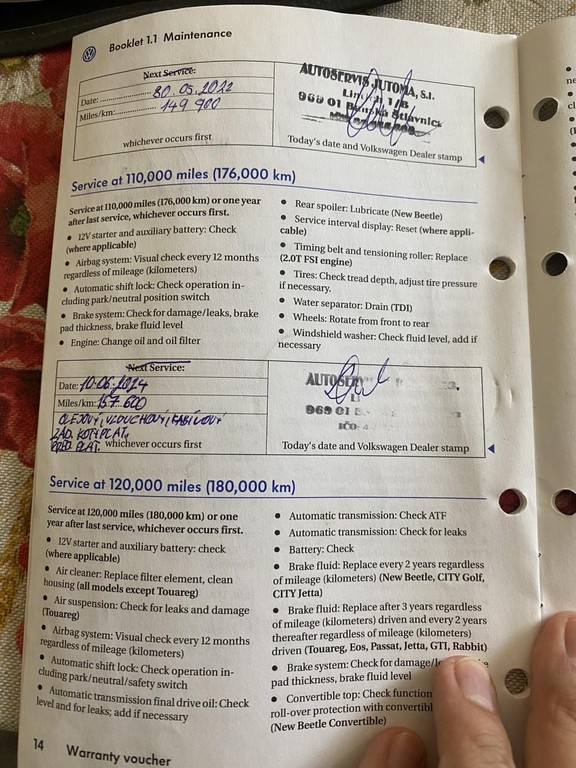 Booklet 1.1 Maintenance
Next Service:
Date: 30.05.2022
Miles/km: 149 700
whichever occurs first
AUTOSERVIS JUTOMA, s.r.
969 01
Today's date and Volkswagen Dealer stamp
Service at 110,000 miles (176,000 km)
Service at 110,000 miles (176,000 km) or one year
after last service, whichever occurs first.
• 12V starter and auxiliary battery: Check
(where applicable)
• Airbag system: Visual check every 12 months
regardless of mileage (kilometers)
• Automatic shift lock: Check operation in-
cluding park/neutral position switch
• Brake system: Check for damage/leaks, brake
pad thickness, brake fluid level
• Engine: Change oil and oil filter
• Rear spoiler: Lubricate (New Beetle)
• Service interval display: Reset (where appli-
cable)
• Timing belt and tensioning roller: Replace
(2.0T FSI engine)
• Tires: Check tread depth, adjust tire pressure
if necessary.
• Water separator: Drain (TDI)
• Wheels: Rotate from front to rear
• Windshield washer: Check fluid level, add if
necessary
Next Service:
Date: 10.06.2024
Miles/km: 157 600
OLEJOVÝ, VZDUCHOVÝ, KABÍNOVÝ
ZAD. KOT. PLAT.
PRED. PLAT.
whichever occurs first
969 01
IČO:
Today's date and Volkswagen Dealer stamp
Service at 120,000 miles (180,000 km)
Service at 120,000 miles (180,000 km) or one
year after last service, whichever occurs first.
• 12V starter and auxiliary battery: check
(where applicable)
• Air cleaner: Replace filter element, clean
housing (all models except Touareg)
• Air suspension: Check for leaks and damage
(Touareg)
• Airbag system: Visual check every 12 months
regardless of mileage (kilometers)
• Automatic shift lock: Check operation in-
cluding park/neutral/safety switch
• Automatic transmission final drive oil: Check
level and for leaks; add if necessary
• Automatic transmission: Check ATF
• Automatic transmission: Check for leaks
• Battery: Check
• Brake fluid: Replace every 2 years regardless
of mileage (kilometers) (New Beetle, CITY Golf,
CITY Jetta)
• Brake fluid: Replace after 3 years regardless
of mileage (kilometers) driven and every 2 years
thereafter regardless of mileage (kilometers)
driven (Touareg, Eos, Passat, Jetta, GTI, Rabbit)
• Brake system: Check for damage/
pad thickness, brake fluid level
• Convertible top: Check function
roll-over protection with
(New Beetle Convertible)
14 Warranty voucher